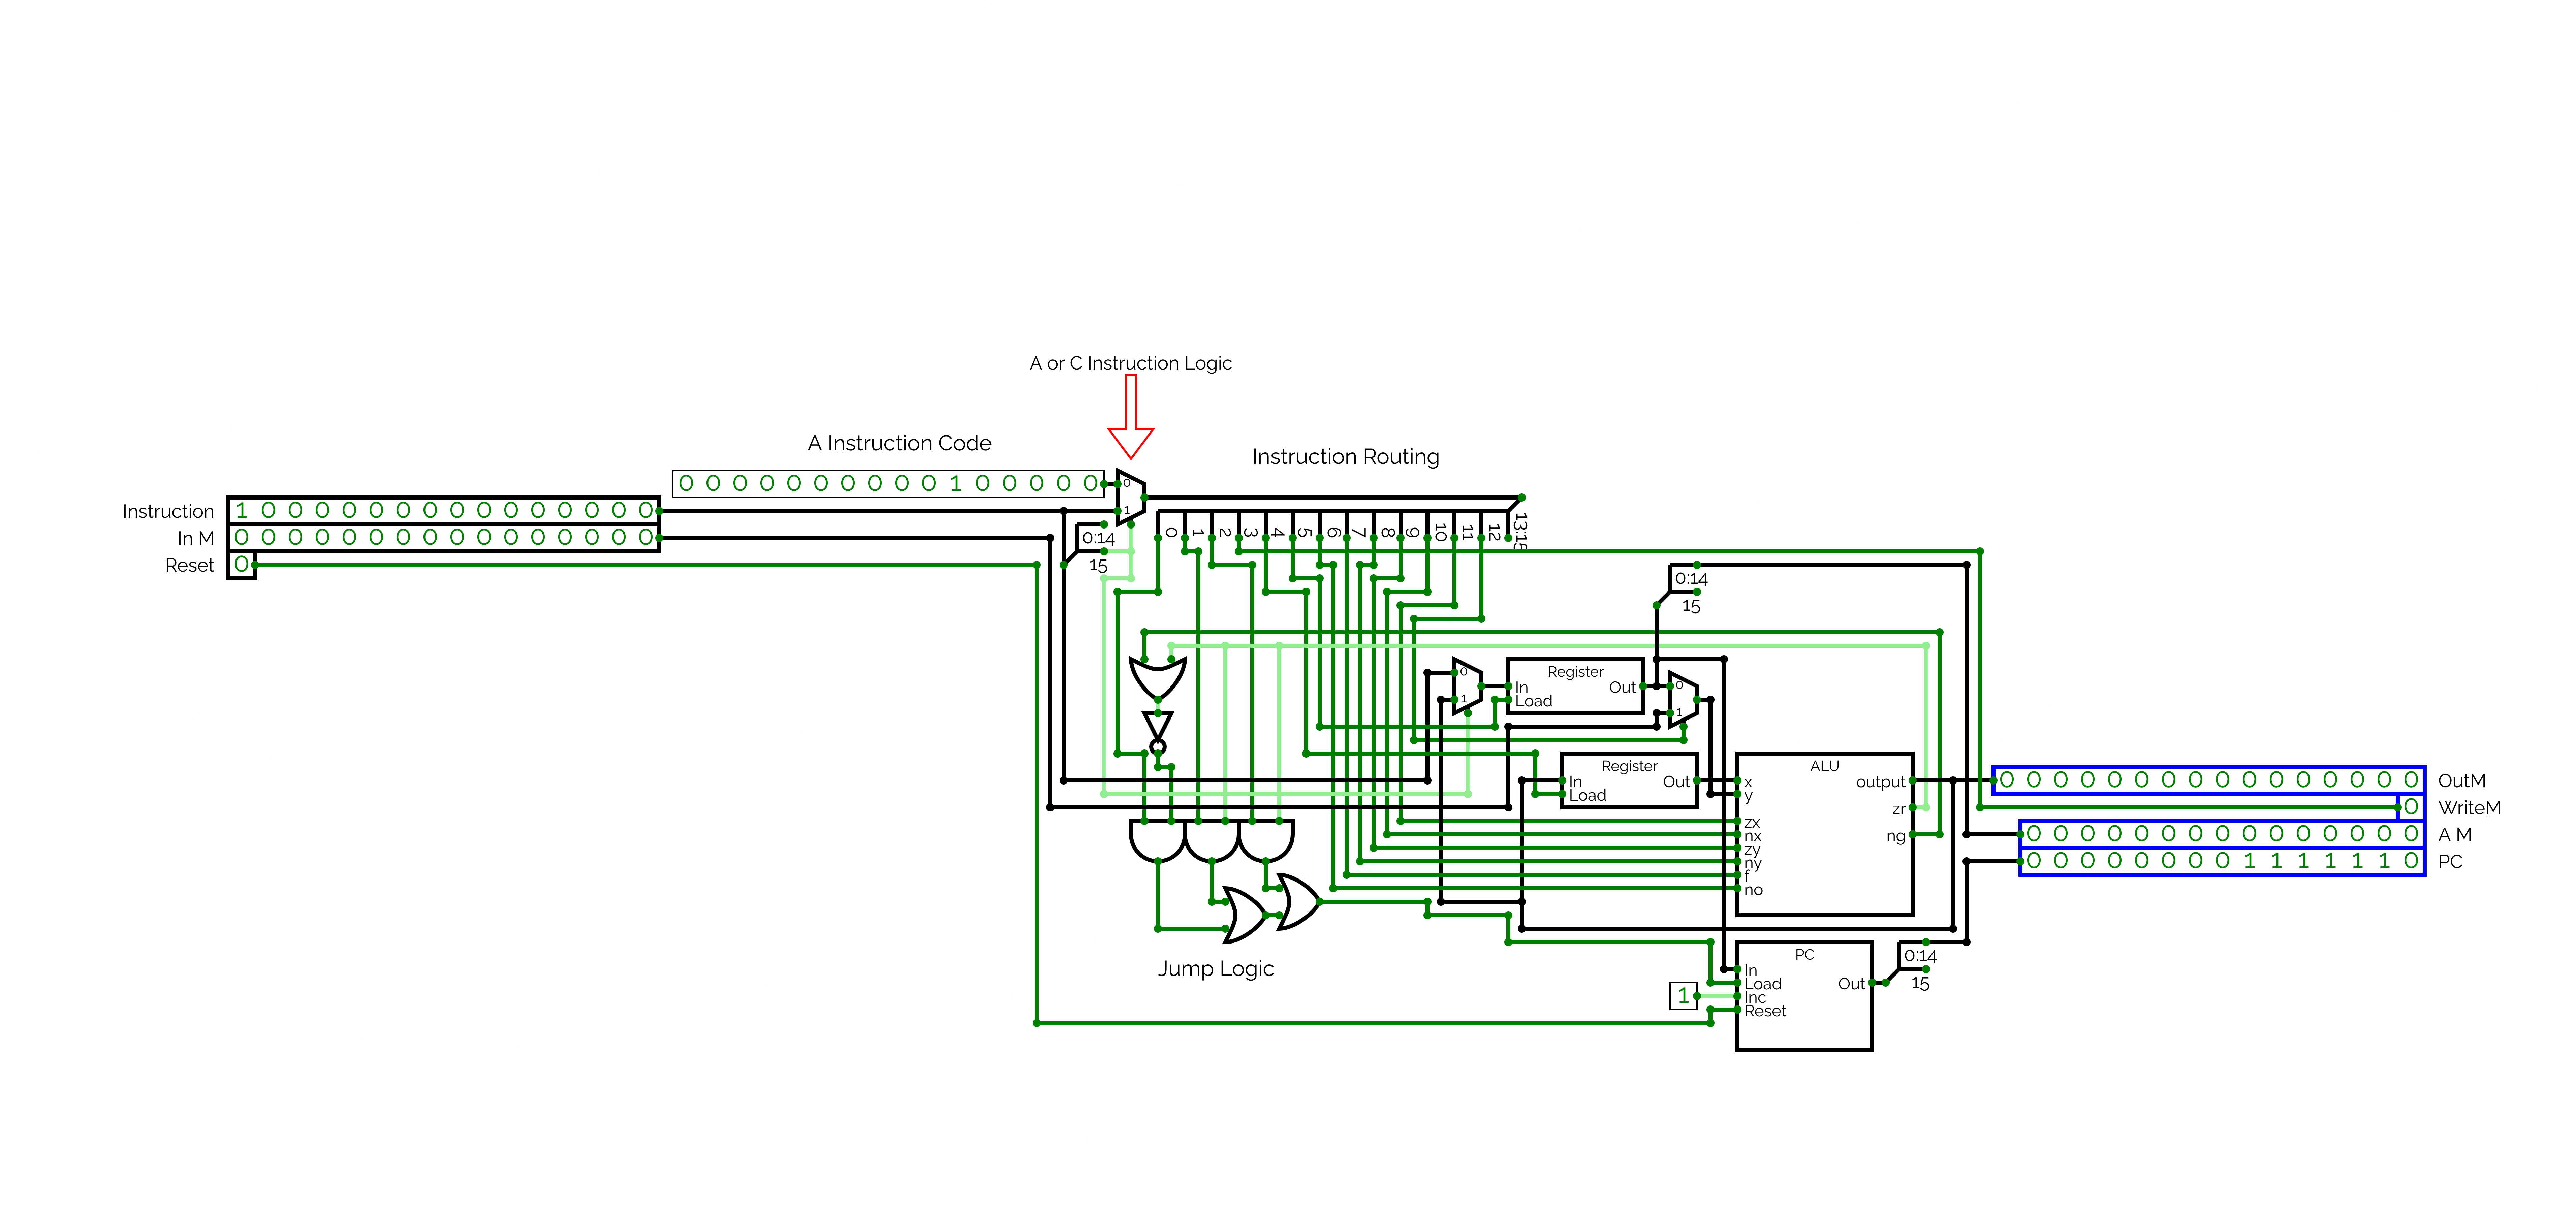 A or C Instruction Logic
A Instruction Code
Instruction Routing
0 0 0 0 0 0 0 0 0 0 1 0 0 0 0 0
0
1
Instruction
1 0 0 0 0 0 0 0 0 0 0 0 0 0 0 0
In M
0 0 0 0 0 0 0 0 0 0 0 0 0 0 0 0
Reset
0
0:14
15
0 1 2 3 4 5 6 7 8 9 10 11 12 13:15
0:14
15
0
1
Register
In
Load
Out
0
1
Register
In
Load
Out
ALU
x
y
zx
nx
zy
ny
f
no
output
zr
ng
0 0 0 0 0 0 0 0 0 0 0 0 0 0 0 0
OutM
0
WriteM
0 0 0 0 0 0 0 0 0 0 0 0 0 0 0
A M
0 0 0 0 0 0 0 0 1 1 1 1 1 1 0
PC
Jump Logic
PC
In
Load
Inc
Reset
Out
1
0:14
15